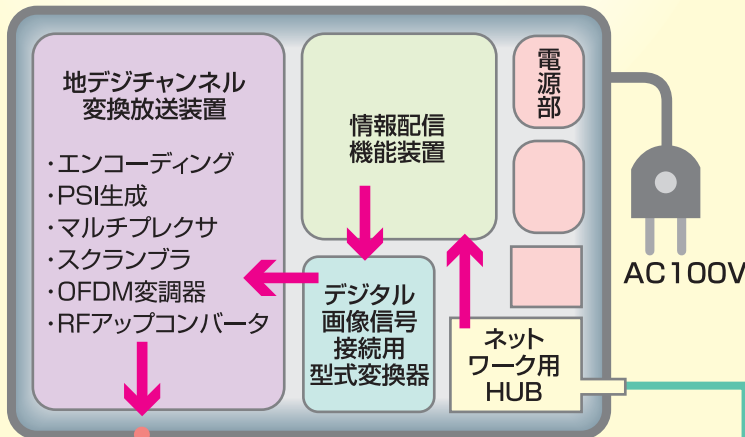 地デジチャンネル
変換放送装置
・エンコーディング
・PSI生成
・マルチプレクサ
・スクランブラ
・OFDM変調器
・RFアップコンバータ
情報配信
機能装置
デジタル
画像信号
接続用
型式変換器
電源部
ネット
ワーク用
HUB
AC100V